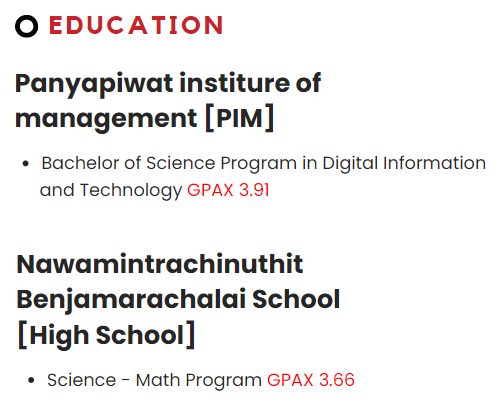 EDUCATION
Panyapiwat institure of
management [PIM]
• Bachelor of Science Program in Digital Information
and Technology GPAX 3.91
Nawamintrachinuthit
Benjamarachalai School
[High School]
• Science - Math Program GPAX 3.66